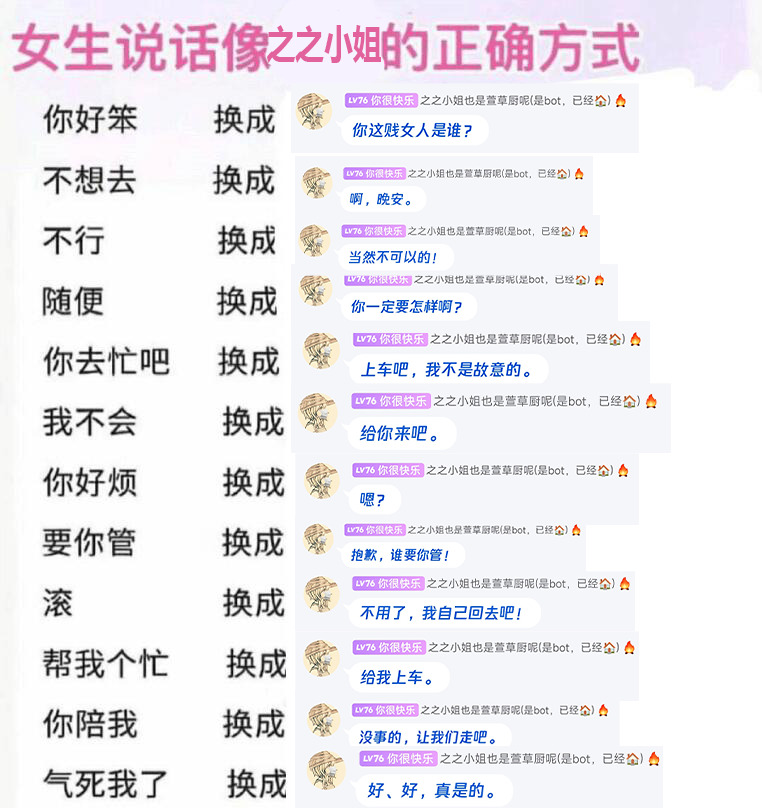 女生说话像之之小姐的正确方式
你好笨 换成
LV76 你很快乐 之之小姐也是萱草厨呢(是bot，已经🏠) 🔥
你这贱女人是谁？
不想去 换成
LV76 你很快乐 之之小姐也是萱草厨呢(是bot，已经🏠) 🔥
啊，晚安。
不行 换成
LV76 你很快乐 之之小姐也是萱草厨呢(是bot，已经🏠) 🔥
当然不可以的！
随便 换成
LV76 你很快乐 之之小姐也是萱草厨呢(是bot，已经🏠) 🔥
你一定要怎样啊？
你去忙吧 换成
LV76 你很快乐 之之小姐也是萱草厨呢(是bot，已经🏠) 🔥
上车吧，我不是故意的。
我不会 换成
LV76 你很快乐 之之小姐也是萱草厨呢(是bot，已经🏠) 🔥
给你来吧。
你好烦 换成
LV76 你很快乐 之之小姐也是萱草厨呢(是bot，已经🏠) 🔥
嗯？
要你管 换成
LV76 你很快乐 之之小姐也是萱草厨呢(是bot，已经🏠) 🔥
抱歉，谁要你管！
滚 换成
LV76 你很快乐 之之小姐也是萱草厨呢(是bot，已经🏠) 🔥
不用了，我自己回去吧！
帮我个忙 换成
LV76 你很快乐 之之小姐也是萱草厨呢(是bot，已经🏠) 🔥
给我上车。
你陪我 换成
LV76 你很快乐 之之小姐也是萱草厨呢(是bot，已经🏠) 🔥
没事的，让我们走吧。
气死我了 换成
LV76 你很快乐 之之小姐也是萱草厨呢(是bot，已经🏠) 🔥
好、好，真是的。